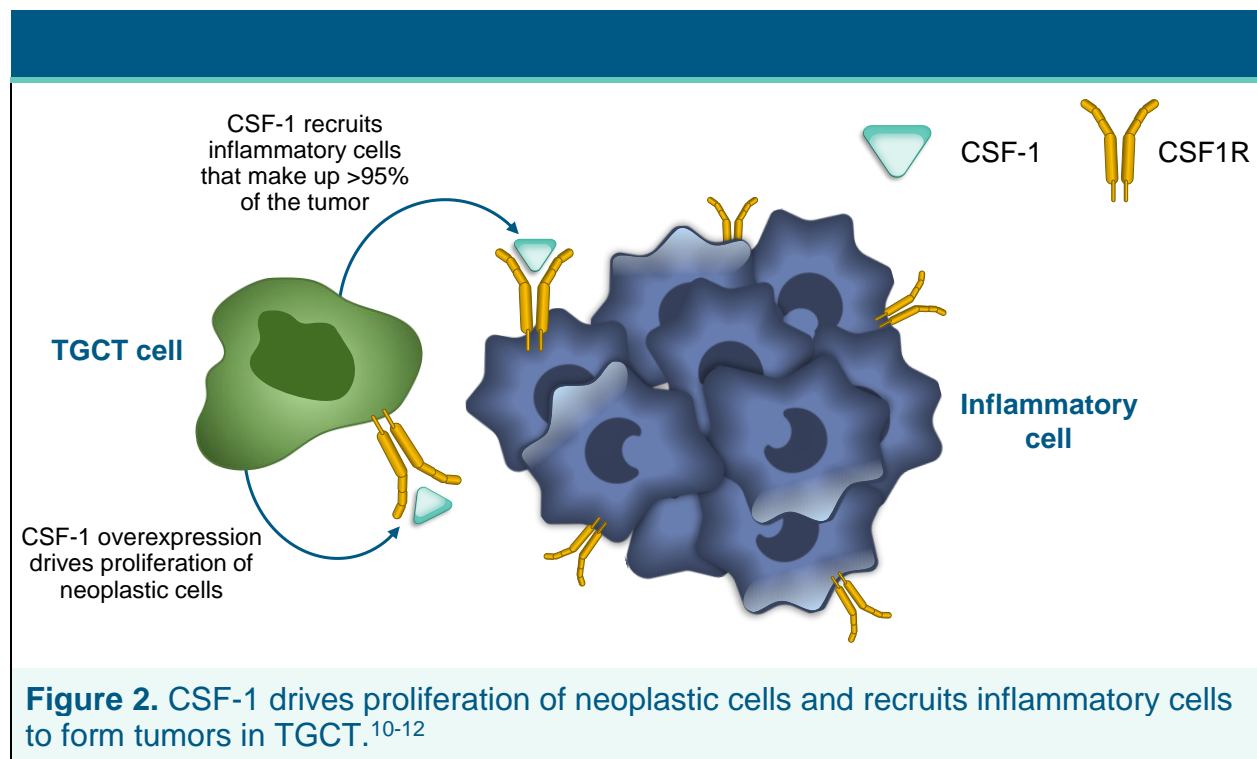 CSF-1 recruits
inflammatory cells
that make up >95%
of the tumor
CSF-1
CSF1R
TGCT cell
Inflammatory
cell
CSF-1 overexpression
drives proliferation of
neoplastic cells
Figure 2. CSF-1 drives proliferation of neoplastic cells and recruits inflammatory cells
to form tumors in TGCT.10-12